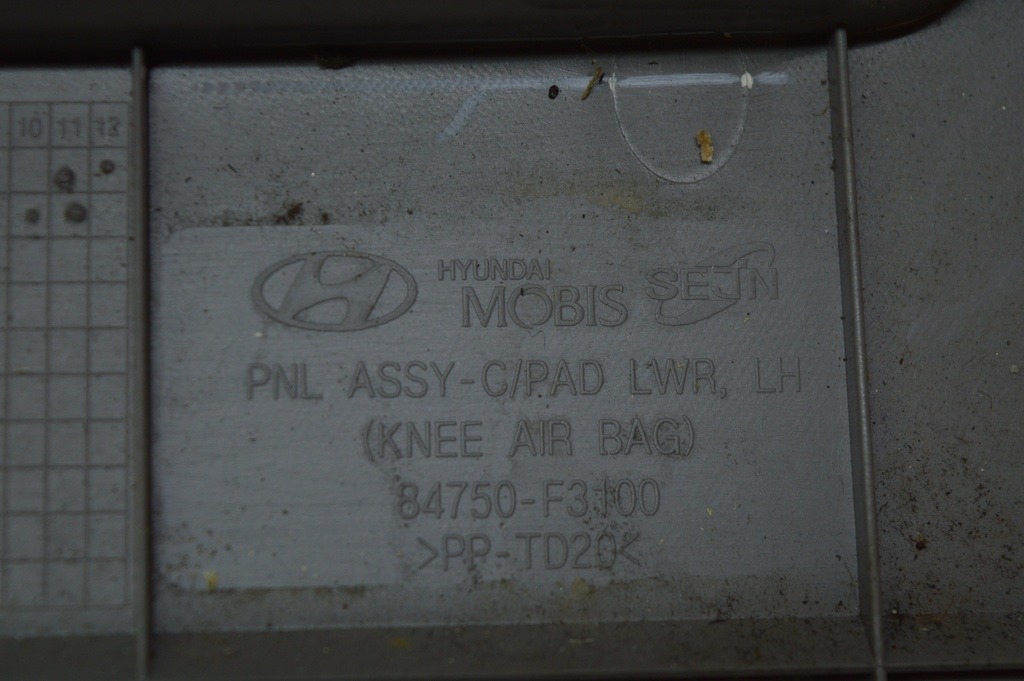 10 11 12
HYUNDAI
MOBIS SEJIN
PNL ASSY-C/PAD LWR, LH
(KNEE AIR BAG)
84750-F3100
>PP-TD20<